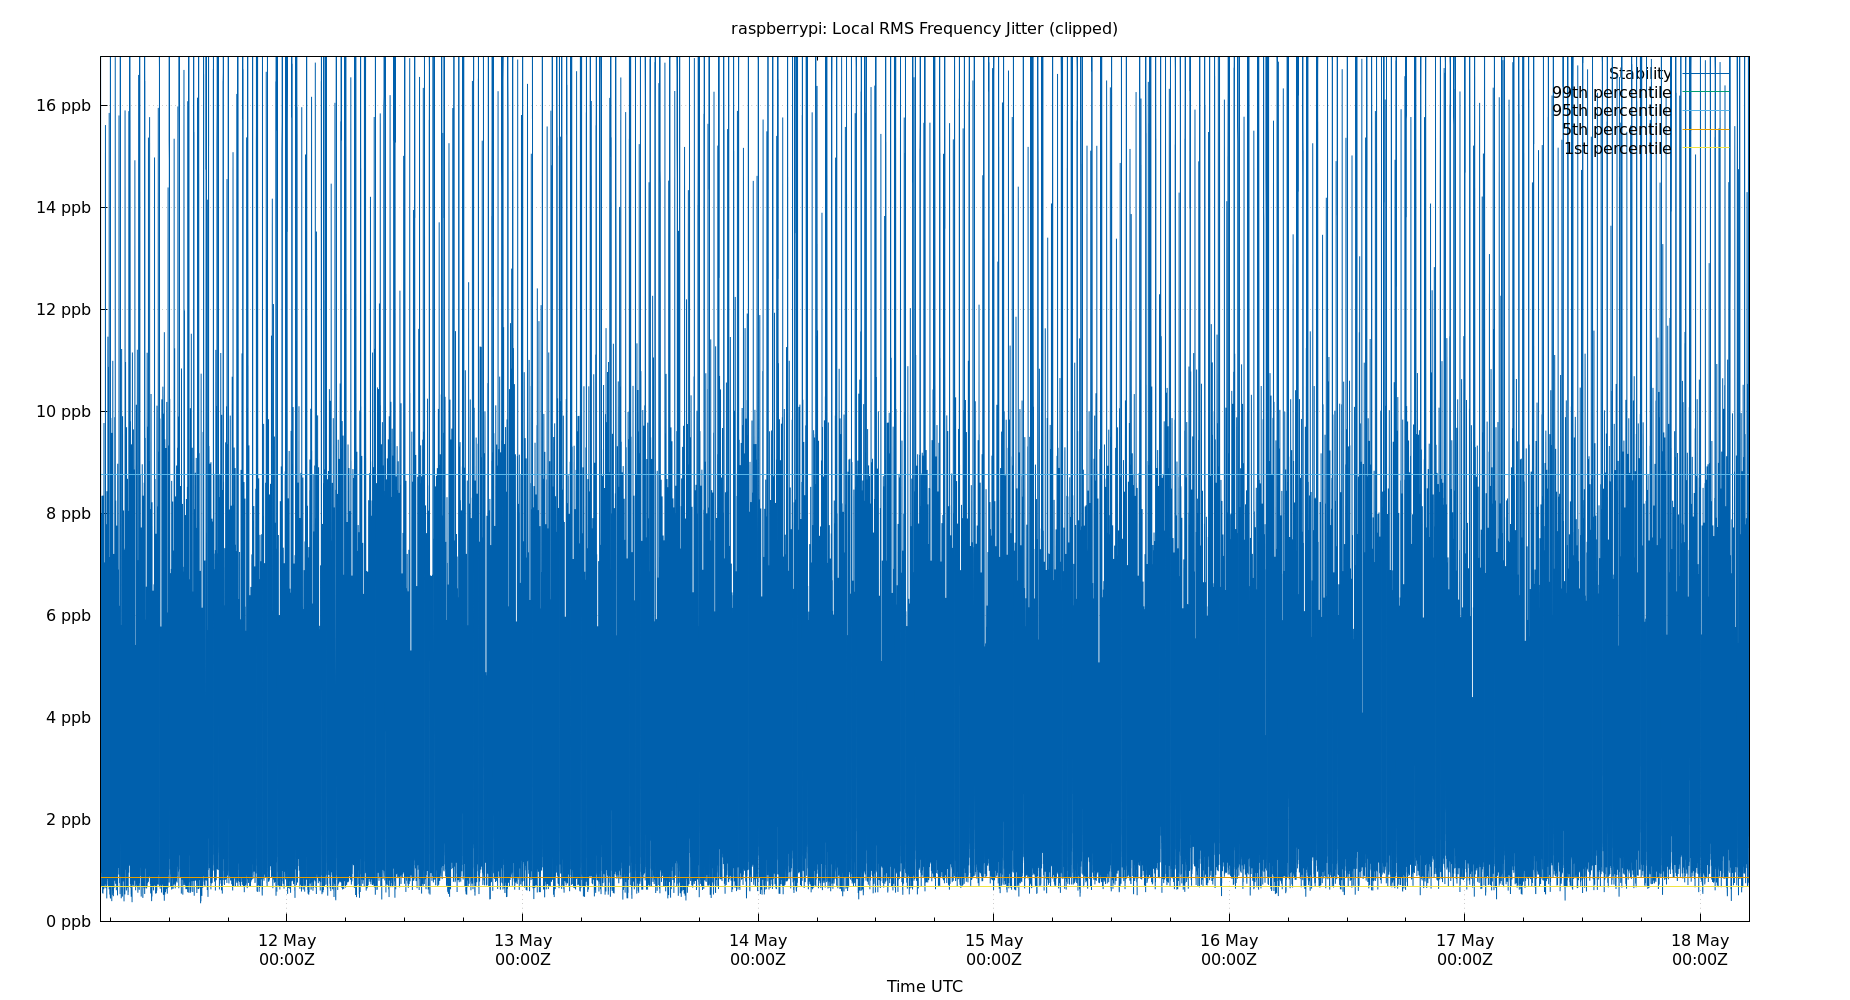 raspberrypi: Local RMS Frequency Jitter (clipped)
Stability
99th percentile
95th percentile
5th percentile
1st percentile
16 ppb
14 ppb
12 ppb
10 ppb
8 ppb
6 ppb
4 ppb
2 ppb
0 ppb
12 May 13 May 14 May 15 May 16 May 17 May 18 May
00:00Z 00:00Z 00:00Z 00:00Z 00:00Z 00:00Z 00:00Z
Time UTC